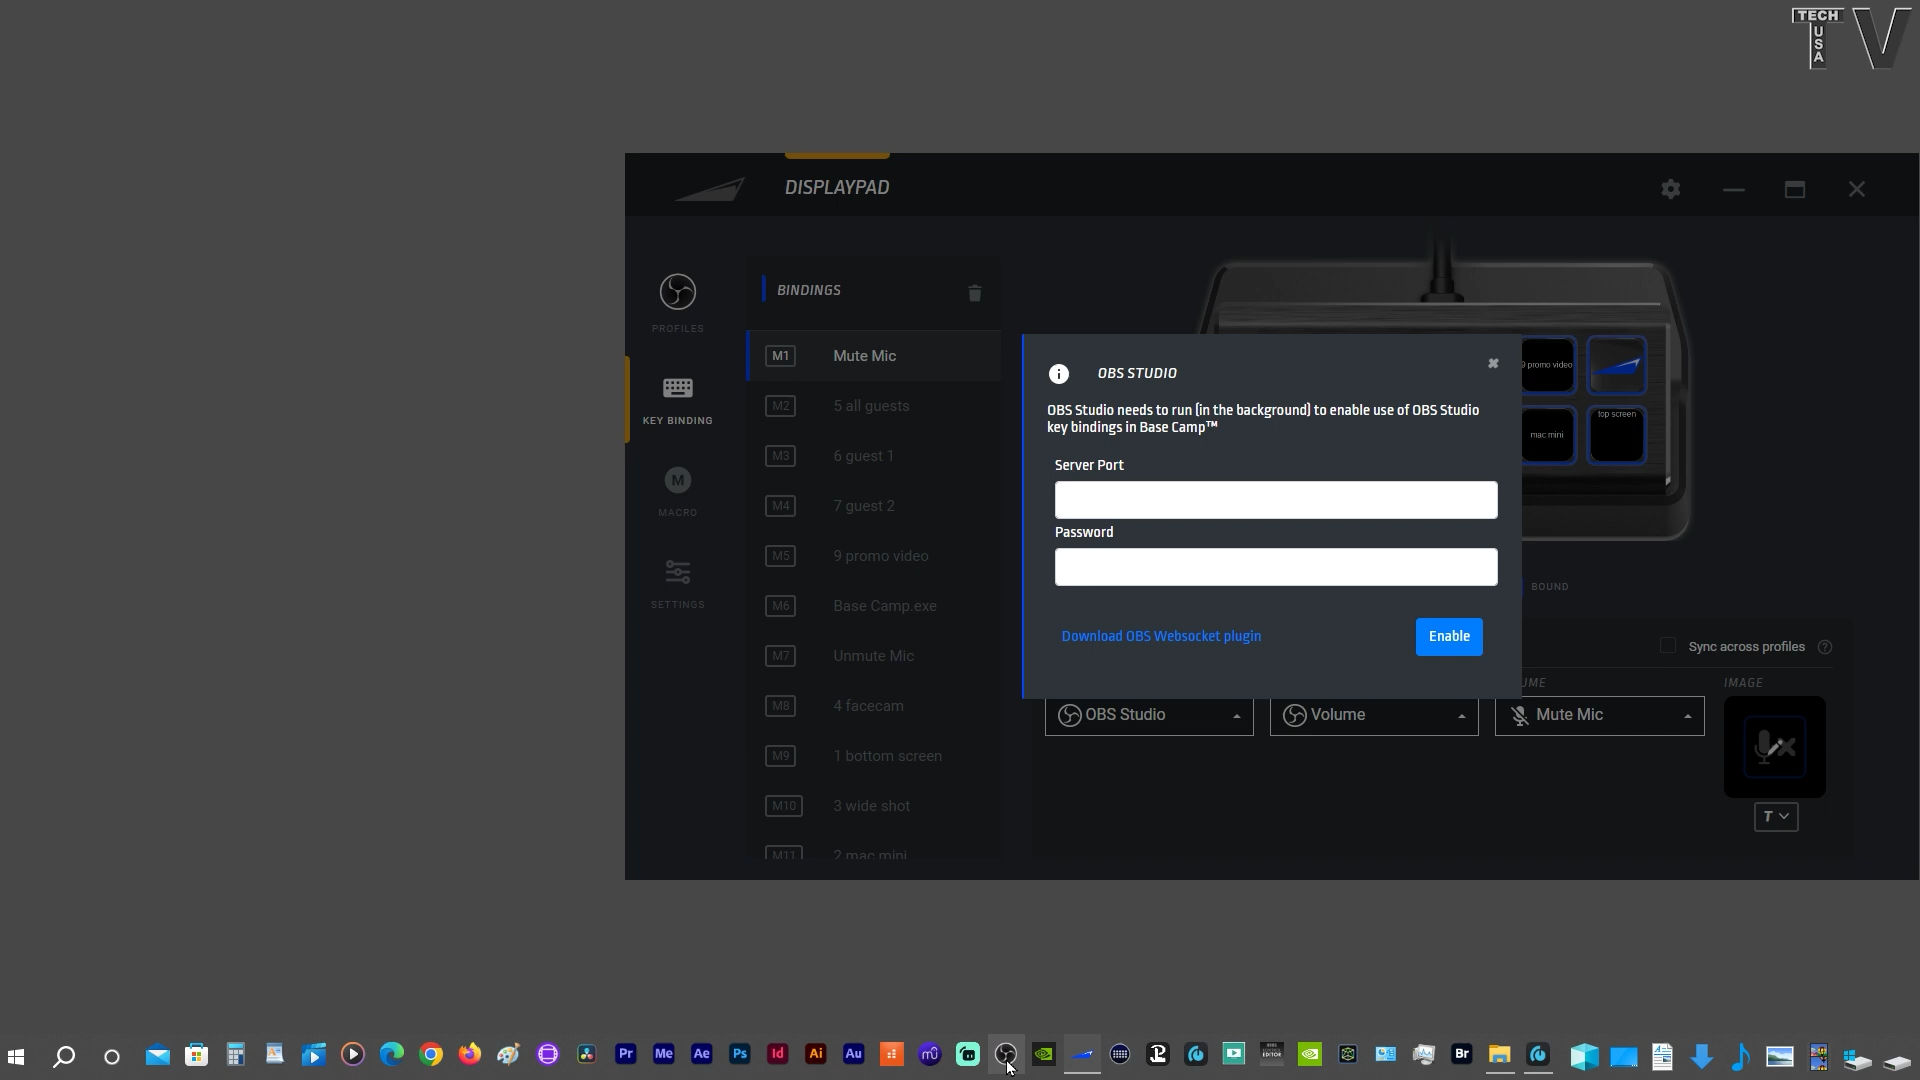 TECH
USA
TV
DISPLAYPAD
PROFILES
KEY BINDING
M
MACRO
SETTINGS
BINDINGS
M1 Mute Mic
M2 5 all guests
M3 6 guest 1
M4 7 guest 2
M5 9 promo video
M6 Base Camp.exe
M7 Unmute Mic
M8 4 facecam
M9 1 bottom screen
M10 3 wide shot
M11 2 mac mini
OBS STUDIO
OBS Studio needs to run (in the background) to enable use of OBS Studio
key bindings in Base Camp™
Server Port
Password
Download OBS Websocket plugin
Enable
9 promo video
mac mini
top screen
BOUND
Sync across profiles ?
UME
IMAGE
OBS Studio
Volume
Mute Mic
T
Pr Me Ae Ps Id Ai Au Br